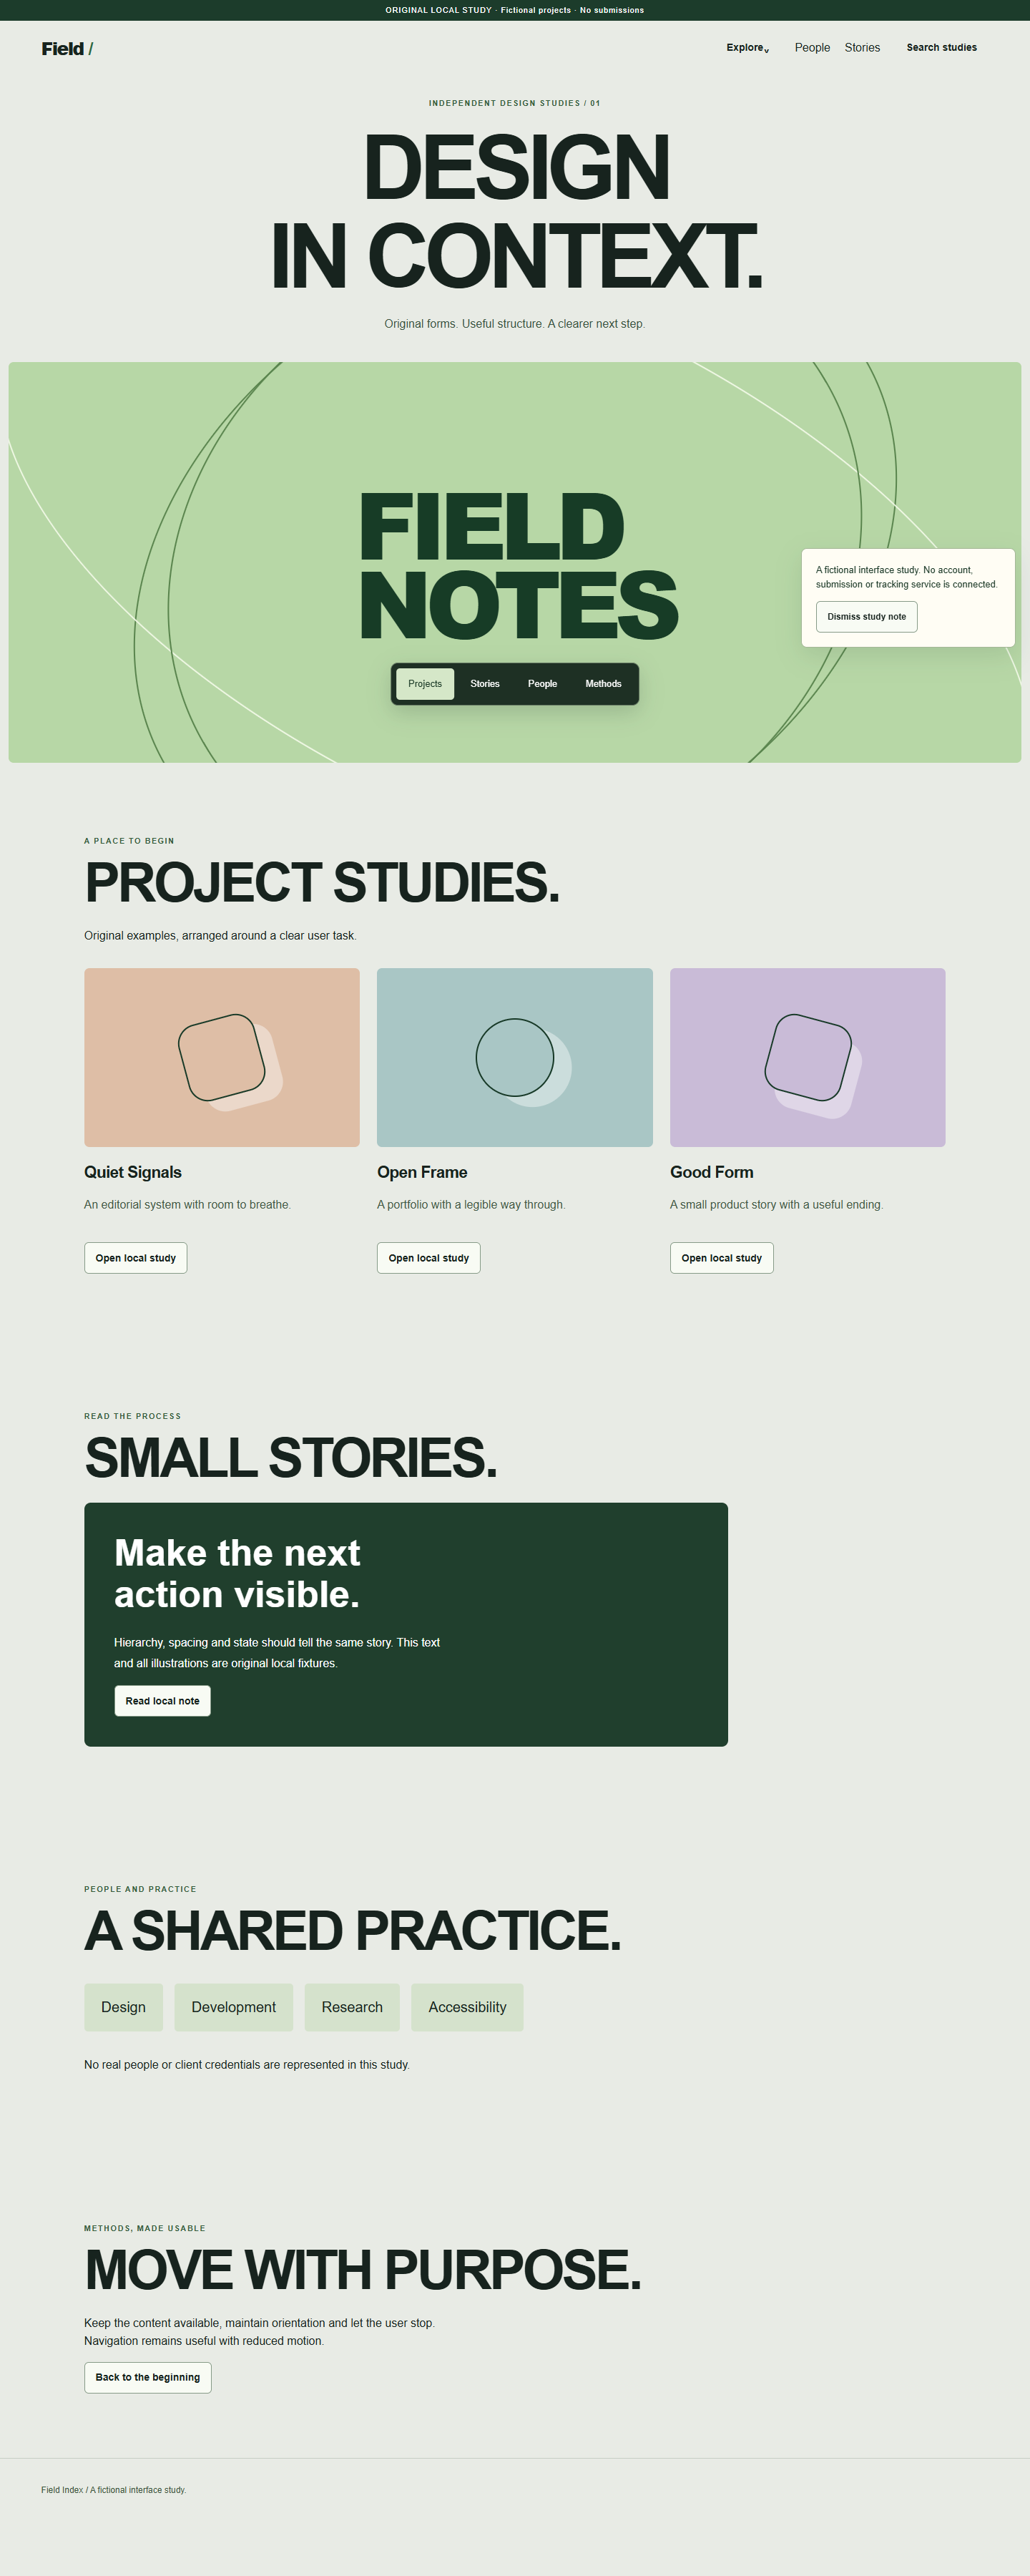 ORIGINAL LOCAL STUDY · Fictional projects · No submissions
Field /
Explore
People
Stories
Search studies
INDEPENDENT DESIGN STUDIES / 01
DESIGN
IN CONTEXT.
Original forms. Useful structure. A clearer next step.
FIELD
NOTES
A fictional interface study. No account,
submission or tracking service is connected.
Dismiss study note
Projects
Stories
People
Methods
A PLACE TO BEGIN
PROJECT STUDIES.
Original examples, arranged around a clear user task.
Quiet Signals
An editorial system with room to breathe.
Open local study
Open Frame
A portfolio with a legible way through.
Open local study
Good Form
A small product story with a useful ending.
Open local study
READ THE PROCESS
SMALL STORIES.
Make the next
action visible.
Hierarchy, spacing and state should tell the same story. This text
and all illustrations are original local fixtures.
Read local note
PEOPLE AND PRACTICE
A SHARED PRACTICE.
Design
Development
Research
Accessibility
No real people or client credentials are represented in this study.
METHODS, MADE USABLE
MOVE WITH PURPOSE.
Keep the content available, maintain orientation and let the user stop.
Navigation remains useful with reduced motion.
Back to the beginning
Field Index / A fictional interface study.